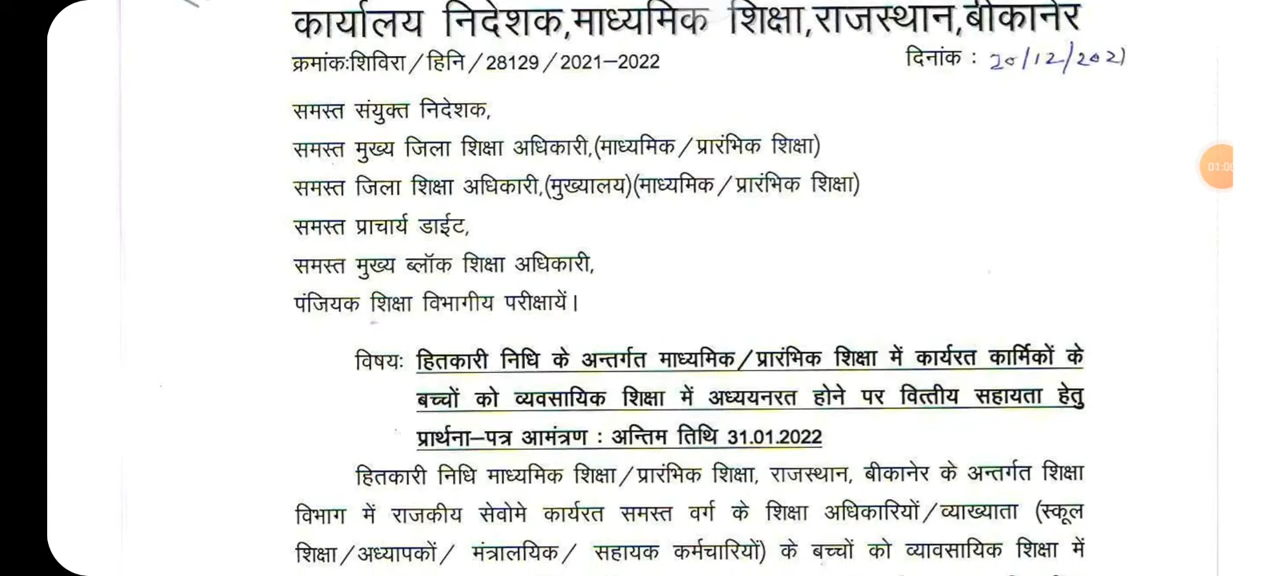 कार्यालय निदेशक,माध्यमिक शिक्षा,राजस्थान,बीकानेर
क्रमांक:शिविरा/हिनि/28129/2021-2022 दिनांक : 20/12/2021
समस्त संयुक्त निदेशक,
समस्त मुख्य जिला शिक्षा अधिकारी,(माध्यमिक/प्रारंभिक शिक्षा)
समस्त जिला शिक्षा अधिकारी,(मुख्यालय)(माध्यमिक/प्रारंभिक शिक्षा)
समस्त प्राचार्य डाईट,
समस्त मुख्य ब्लॉक शिक्षा अधिकारी,
पंजियक शिक्षा विभागीय परीक्षायें।
विषयः हितकारी निधि के अन्तर्गत माध्यमिक/प्रारंभिक शिक्षा में कार्यरत कार्मिकों के
बच्चों को व्यवसायिक शिक्षा में अध्ययनरत होने पर वित्तीय सहायता हेतु
प्रार्थना–पत्र आमंत्रण : अन्तिम तिथि 31.01.2022
हितकारी निधि माध्यमिक शिक्षा/प्रारंभिक शिक्षा, राजस्थान, बीकानेर के अन्तर्गत शिक्षा
विभाग में राजकीय सेवोमे कार्यरत समस्त वर्ग के शिक्षा अधिकारियों/व्याख्याता (स्कूल
शिक्षा/अध्यापकों/ मंत्रालयिक/ सहायक कर्मचारियों) के बच्चों को व्यावसायिक शिक्षा में